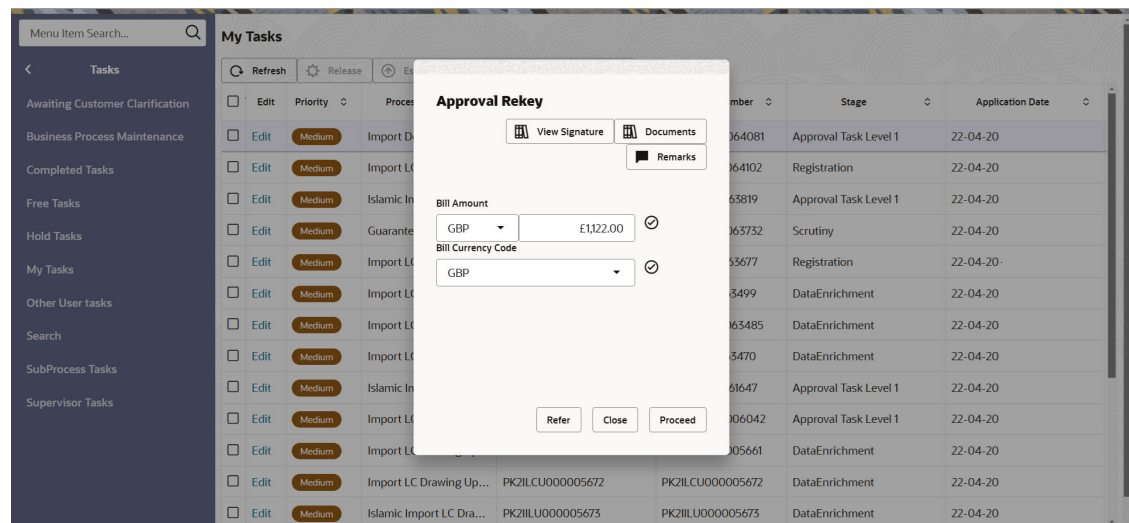 Menu Item Search...
My Tasks
Tasks
Refresh Release Es
Awaiting Customer Clarification
Business Process Maintenance
Completed Tasks
Free Tasks
Hold Tasks
My Tasks
Other User tasks
Search
SubProcess Tasks
Supervisor Tasks
Edit Priority Proces mber Stage Application Date
Edit Medium Import D 064081 Approval Task Level 1 22-04-20
Edit Medium Import LC 064102 Registration 22-04-20
Edit Medium Islamic In 63819 Approval Task Level 1 22-04-20
Edit Medium Guarante 063732 Scrutiny 22-04-20
Edit Medium Import LC 63677 Registration 22-04-20
Edit Medium Import LC 3499 DataEnrichment 22-04-20
Edit Medium Import LC 063485 DataEnrichment 22-04-20
Edit Medium Import LC 3470 DataEnrichment 22-04-20
Edit Medium Islamic In 61647 Approval Task Level 1 22-04-20
Edit Medium Import LC 006042 Approval Task Level 1 22-04-20
Edit Medium Import LC 005661 DataEnrichment 22-04-20
Edit Medium Import LC Drawing Up... PK2ILCU000005672 PK2ILCU000005672 DataEnrichment 22-04-20
Edit Medium Islamic Import LC Dra... PK2IILU000005673 PK2IILU000005673 DataEnrichment 22-04-20
Approval Rekey
View Signature Documents
Remarks
Bill Amount
GBP £1,122.00
Bill Currency Code
GBP
Refer Close Proceed